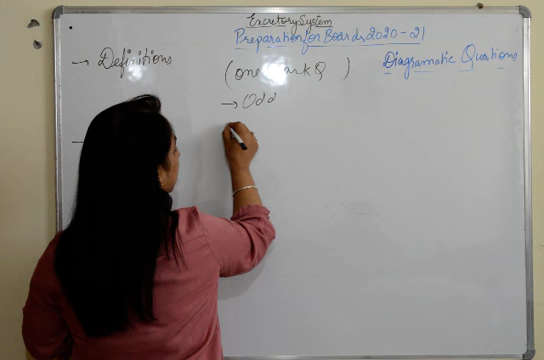 Excretory System
Preparation for Boards 2020-21
→ Definitions
(one Mark Q )
Diagramatic Questions
→ Odd